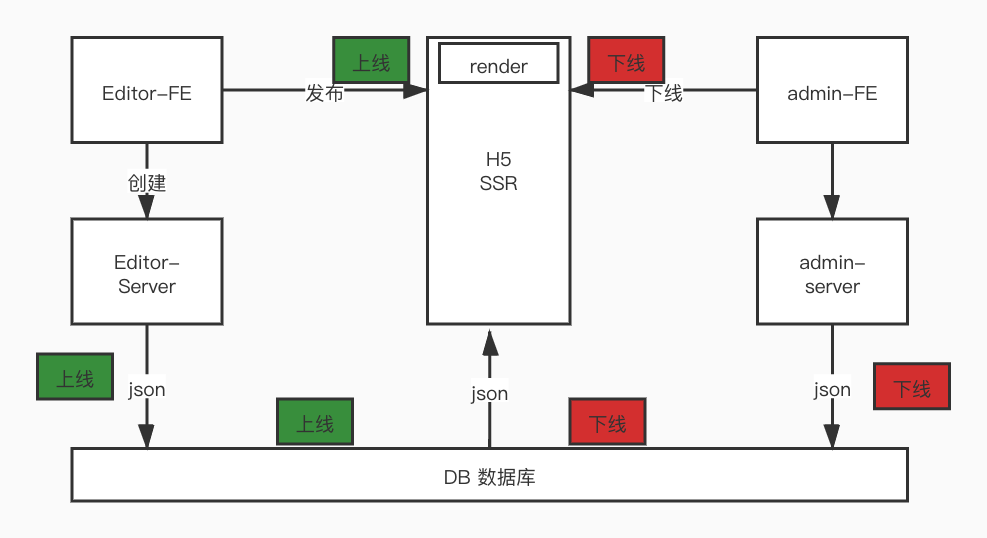 上线
render
下线
Editor-FE
发布
下线
admin-FE
H5
SSR
创建
Editor-
Server
admin-
server
上线
json
json
json
下线
上线
下线
DB 数据库